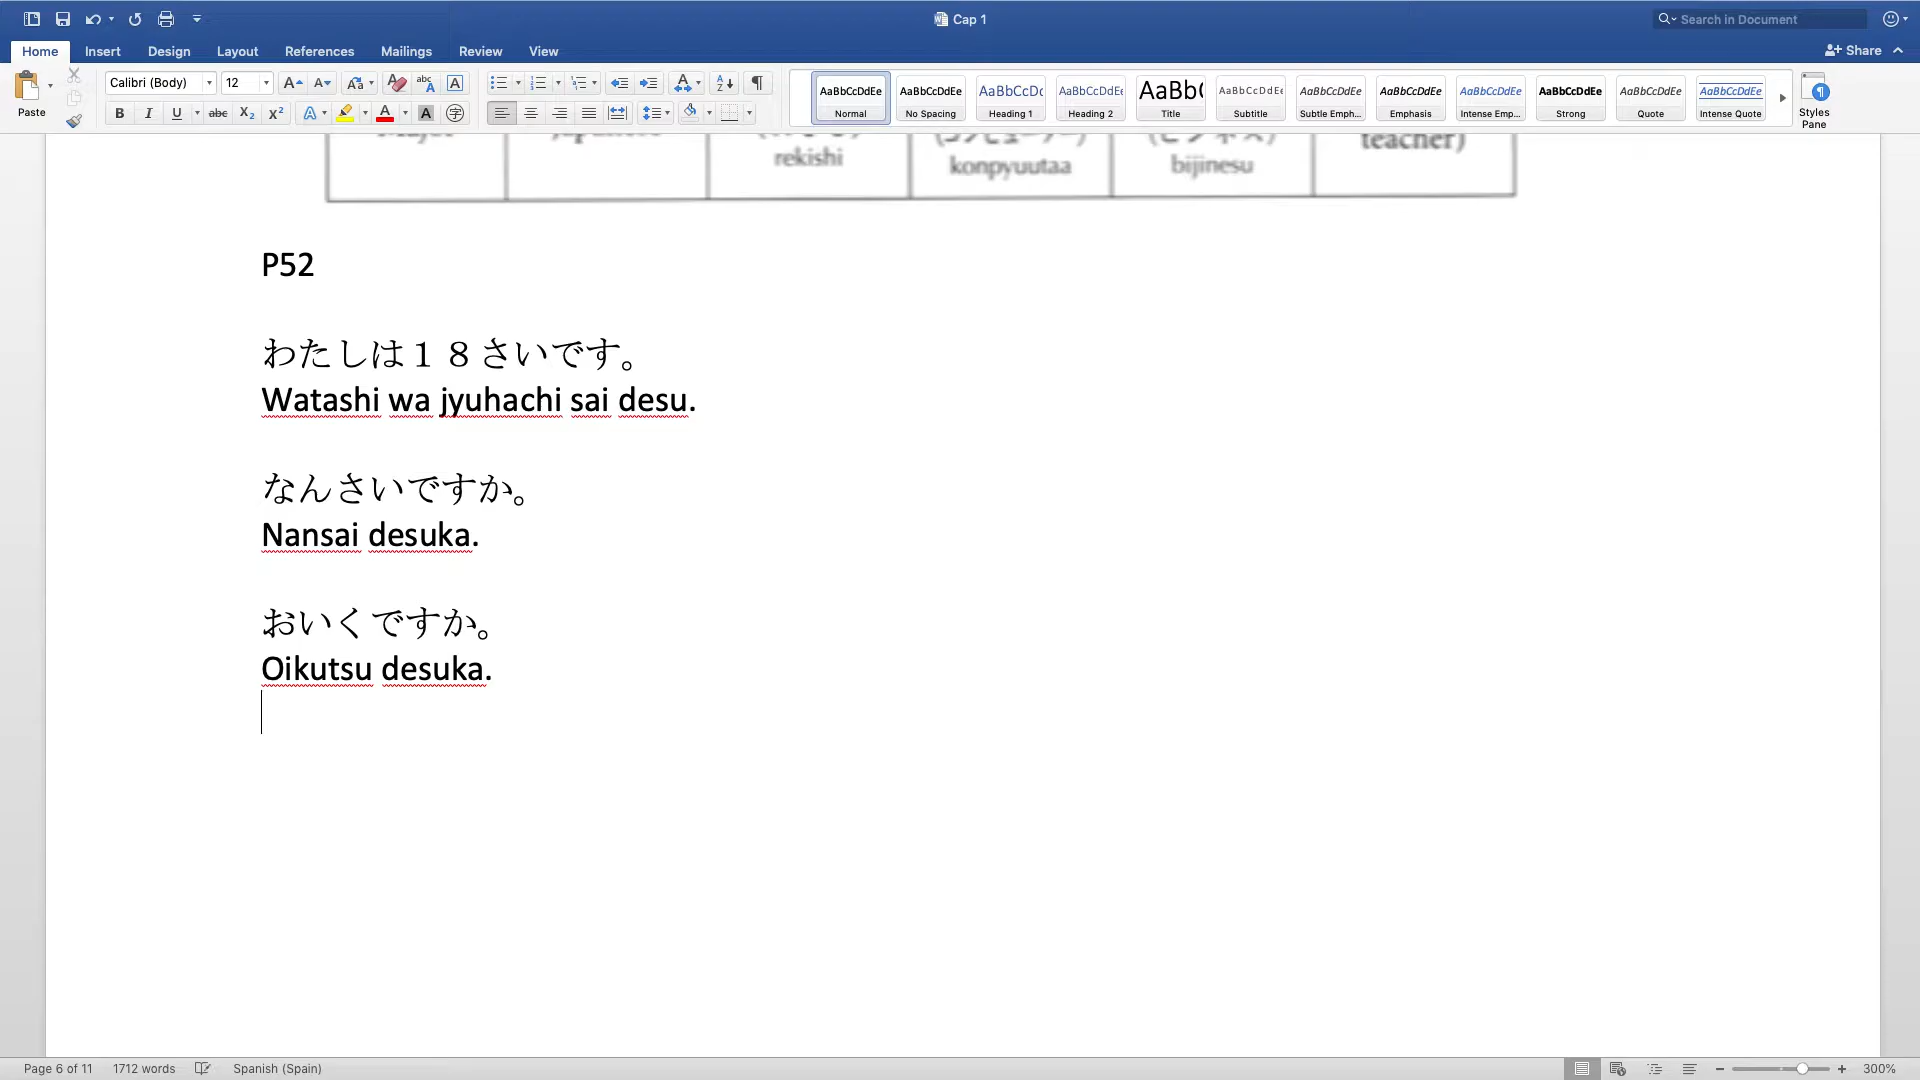 Cap 1
Search in Document
Home Insert Design Layout References Mailings Review View
Share
Paste
Calibri (Body) 12
AaBbCcDdEe AaBbCcDdEe AaBbCcDc AaBbCcDdEe AaBbC AaBbCcDdEe AaBbCcDdEe AaBbCcDdEe AaBbCcDdEe AaBbCcDdEe AaBbCcDdEe AaBbCcDdEe
Normal No Spacing Heading 1 Heading 2 Title Subtitle Subtle Emph... Emphasis Intense Emp... Strong Quote Intense Quote
Styles Pane
teacher)
rekishi konpyuutaa bijinesu
P52
わたしは１８さいです。
Watashi wa jyuhachi sai desu.
なんさいですか。
Nansai desuka.
おいくですか。
Oikutsu desuka.
Page 6 of 11 1712 words Spanish (Spain) 300%